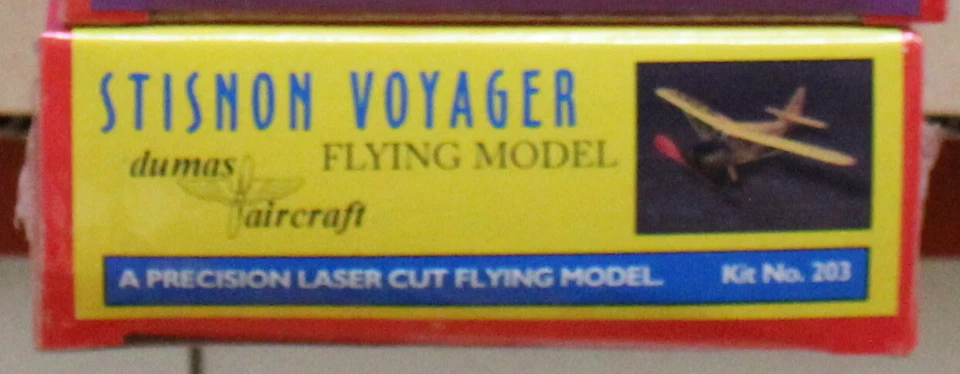 STISNON VOYAGER
FLYING MODEL
dumas
aircraft
A PRECISION LASER CUT FLYING MODEL
Kit No. 203